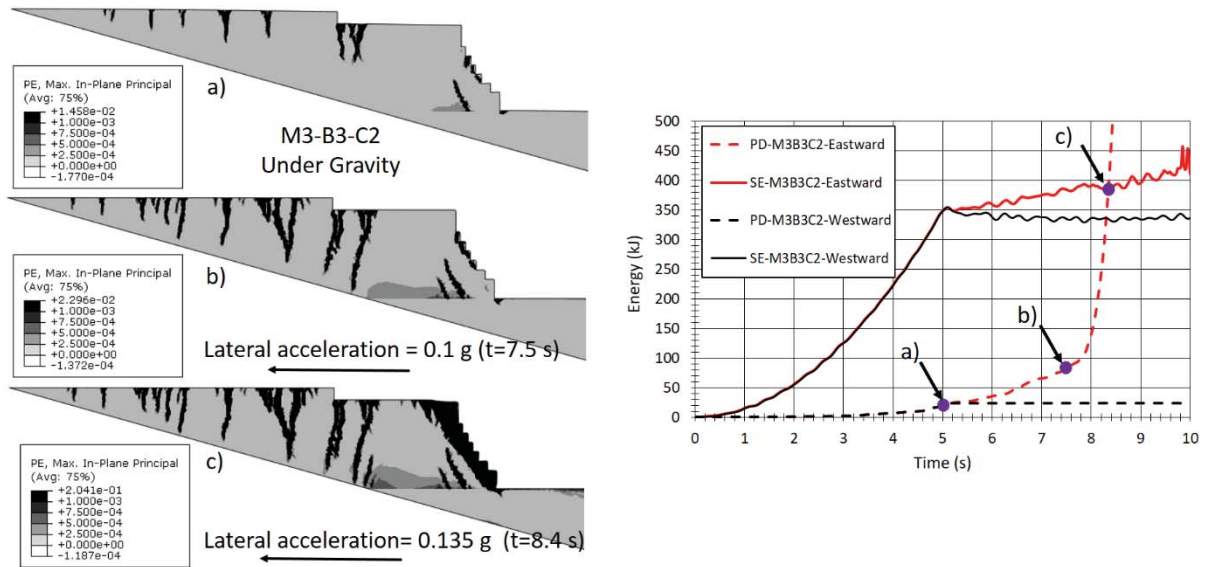 a)
PE, Max. In-Plane Principal
(Avg: 75%)
+1.458e-02
+1.000e-03
+7.500e-04
+5.000e-04
+2.500e-04
+0.000e+00
-1.770e-04
M3-B3-C2
Under Gravity
b)
PE, Max. In-Plane Principal
(Avg: 75%)
+2.296e-02
+1.000e-03
+7.500e-04
+5.000e-04
+2.500e-04
+0.000e+00
-1.372e-04
Lateral acceleration = 0.1 g (t=7.5 s)
c)
PE, Max. In-Plane Principal
(Avg: 75%)
+2.041e-01
+1.000e-03
+7.500e-04
+5.000e-04
+2.500e-04
+0.000e+00
-1.187e-04
Lateral acceleration= 0.135 g (t=8.4 s)
Energy (kJ)
500
450
400
350
300
250
200
150
100
50
0
PD-M3B3C2-Eastward
SE-M3B3C2-Eastward
PD-M3B3C2-Westward
SE-M3B3C2-Westward
c)
b)
a)
0 1 2 3 4 5 6 7 8 9 10
Time (s)